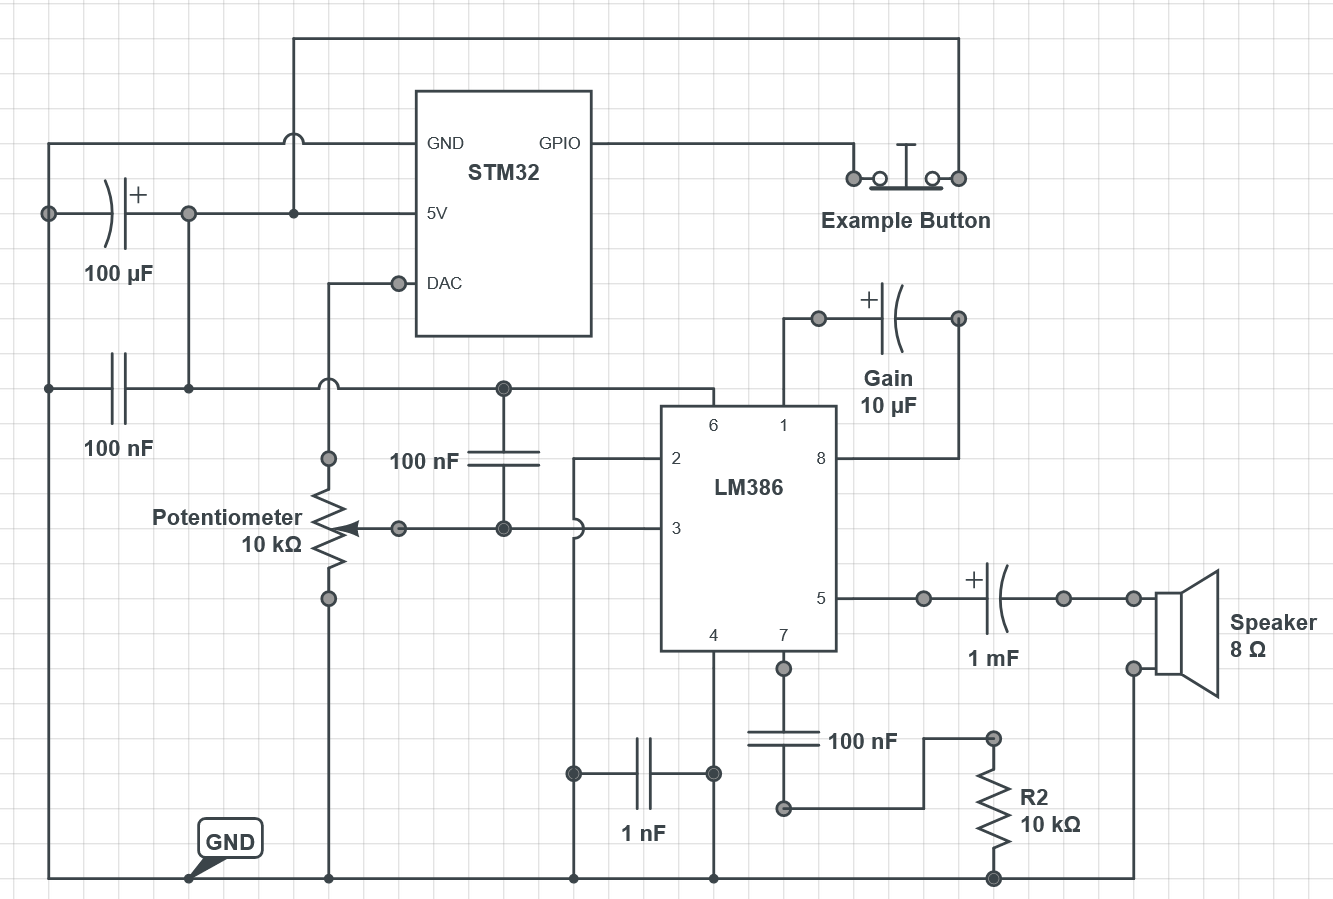 GND
GPIO
STM32
+
5V
Example Button
100 µF
DAC
+
Gain
10 µF
100 nF
6
1
100 nF
2
8
LM386
Potentiometer
10 kΩ
3
+
5
Speaker
8 Ω
4
7
1 mF
100 nF
R2
10 kΩ
1 nF
GND